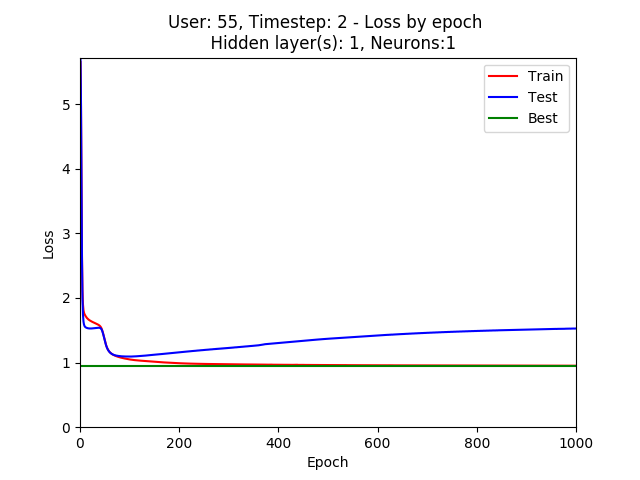 User: 55, Timestep: 2 - Loss by epoch
Hidden layer(s): 1, Neurons:1
Train
Test
Best
5
4
3
2
1
0
Loss
0 200 400 600 800 1000
Epoch